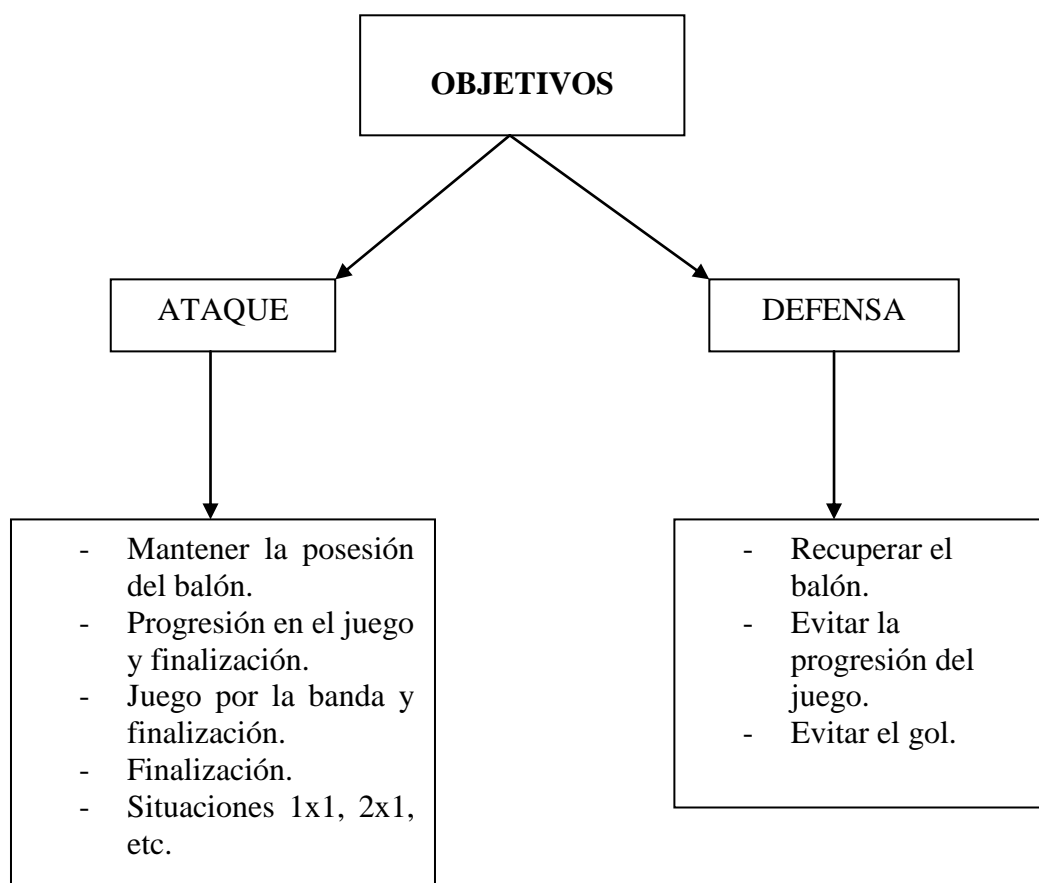 OBJETIVOS
ATAQUE
DEFENSA
- Mantener la posesión
del balón.
- Progresión en el juego
y finalización.
- Juego por la banda y
finalización.
- Finalización.
- Situaciones 1x1, 2x1,
etc.
- Recuperar el
balón.
- Evitar la
progresión del
juego.
- Evitar el gol.